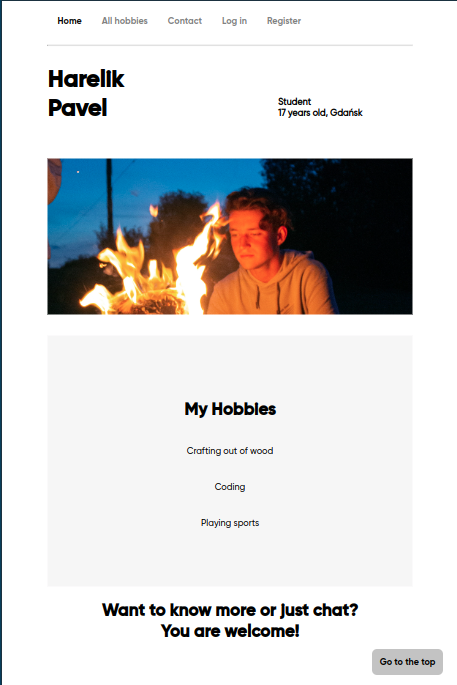 Home All hobbies Contact Log in Register
Harelik
Pavel
Student
17 years old, Gdańsk
My Hobbies
Crafting out of wood
Coding
Playing sports
Want to know more or just chat?
You are welcome!
Go to the top